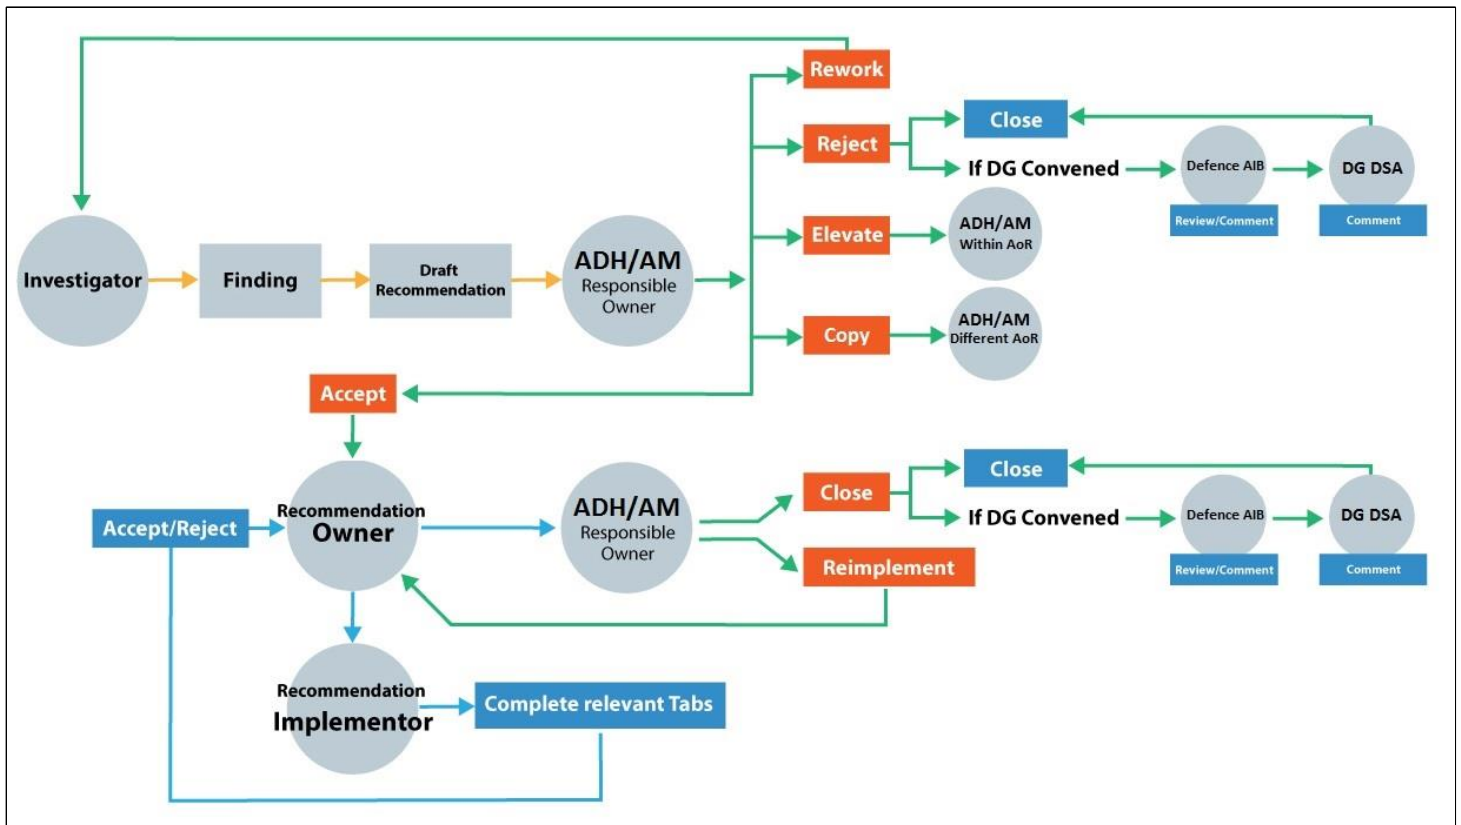 Rework
Close
Reject
If DG Convened
Defence AIB
DG DSA
Review/Comment
Comment
Elevate
ADH/AM
Within AoR
Investigator
Finding
Draft
Recommendation
ADH/AM
Responsible
Owner
Copy
ADH/AM
Different AoR
Accept
Accept/Reject
Recommendation
Owner
ADH/AM
Responsible
Owner
Close
Close
If DG Convened
Defence AIB
DG DSA
Review/Comment
Comment
Reimplement
Recommendation
Implementor
Complete relevant Tabs